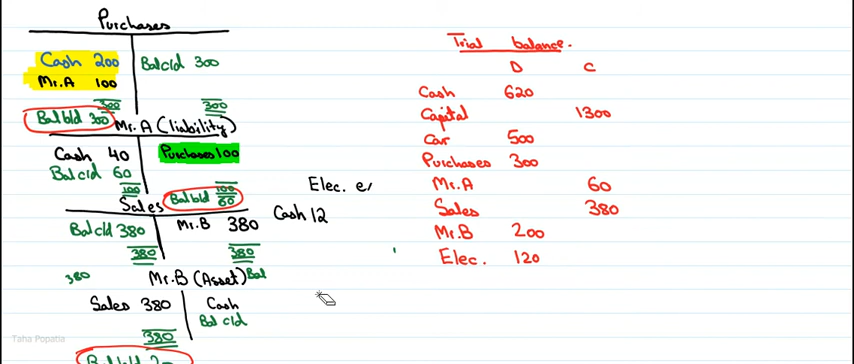 Purchases
Cash 200
Bal c/d 300
Mr.A 100
300
300
Bal b/d 300
Mr.A (liability)
Cash 40
Purchases 100
Bal c/d 60
100
100
Bal b/d 60
Sales
Bal c/d 380
Mr.B 380
380
380
380
Mr.B (Asset)
Bal
Sales 380
Cash
Bal c/d
380
Bal b/d
Elec.
Cash 12
Trial balance.
D C
Cash 620
Capital 1300
Car 500
Purchases 300
Mr.A 60
Sales 380
Mr.B 200
Elec. 120
Taha Popatia